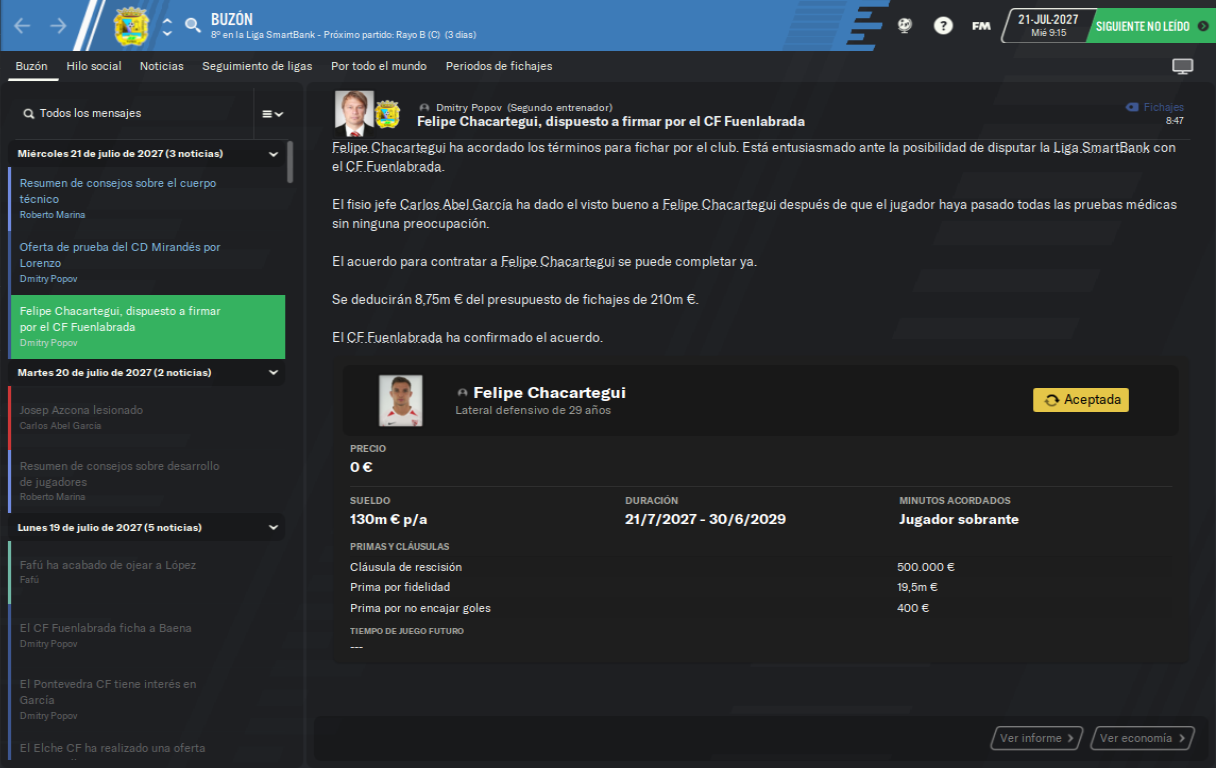 BUZÓN
8º en la Liga SmartBank - Próximo partido: Rayo B (C) (3 días)
FM
21-JUL-2027
Mié 9:15
SIGUIENTE NO LEÍDO
Buzón
Hilo social
Noticias
Seguimiento de ligas
Por todo el mundo
Periodos de fichajes
Todos los mensajes
Miércoles 21 de julio de 2027 (3 noticias)
Resumen de consejos sobre el cuerpo
técnico
Roberto Marina
Oferta de prueba del CD Mirandés por
Lorenzo
Dmitry Popov
Felipe Chacartegui, dispuesto a firmar
por el CF Fuenlabrada
Dmitry Popov
Martes 20 de julio de 2027 (2 noticias)
Josep Azcona lesionado
Carlos Abel García
Resumen de consejos sobre desarrollo
de jugadores
Roberto Marina
Lunes 19 de julio de 2027 (5 noticias)
Fafú ha acabado de ojear a López
Fafú
El CF Fuenlabrada ficha a Baena
Dmitry Popov
El Pontevedra CF tiene interés en
García
Dmitry Popov
El Elche CF ha realizado una oferta
Dmitry Popov (Segundo entrenador)
Felipe Chacartegui, dispuesto a firmar por el CF Fuenlabrada
Fichajes
8:47
Felipe Chacartegui ha acordado los términos para fichar por el club. Está entusiasmado ante la posibilidad de disputar la Liga SmartBank con
el CF Fuenlabrada.
El fisio jefe Carlos Abel García ha dado el visto bueno a Felipe Chacartegui después de que el jugador haya pasado todas las pruebas médicas
sin ninguna preocupación.
El acuerdo para contratar a Felipe Chacartegui se puede completar ya.
Se deducirán 8,75m € del presupuesto de fichajes de 210m €.
El CF Fuenlabrada ha confirmado el acuerdo.
Felipe Chacartegui
Lateral defensivo de 29 años
Aceptada
PRECIO
0 €
SUELDO
DURACIÓN
MINUTOS ACORDADOS
130m € p/a
21/7/2027 - 30/6/2029
Jugador sobrante
PRIMAS Y CLÁUSULAS
Cláusula de rescisión
500.000 €
Prima por fidelidad
19,5m €
Prima por no encajar goles
400 €
TIEMPO DE JUEGO FUTURO
---
Ver informe
Ver economía